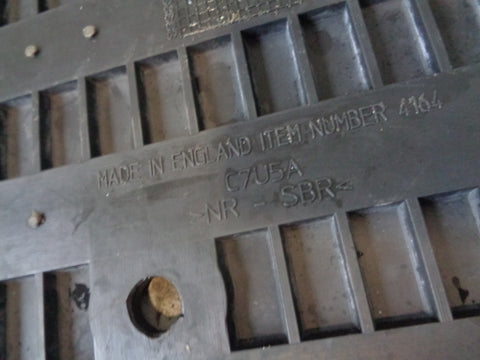 MADE IN ENGLAND ITEM NUMBER 4164
C7U5A
>NR - SBR<